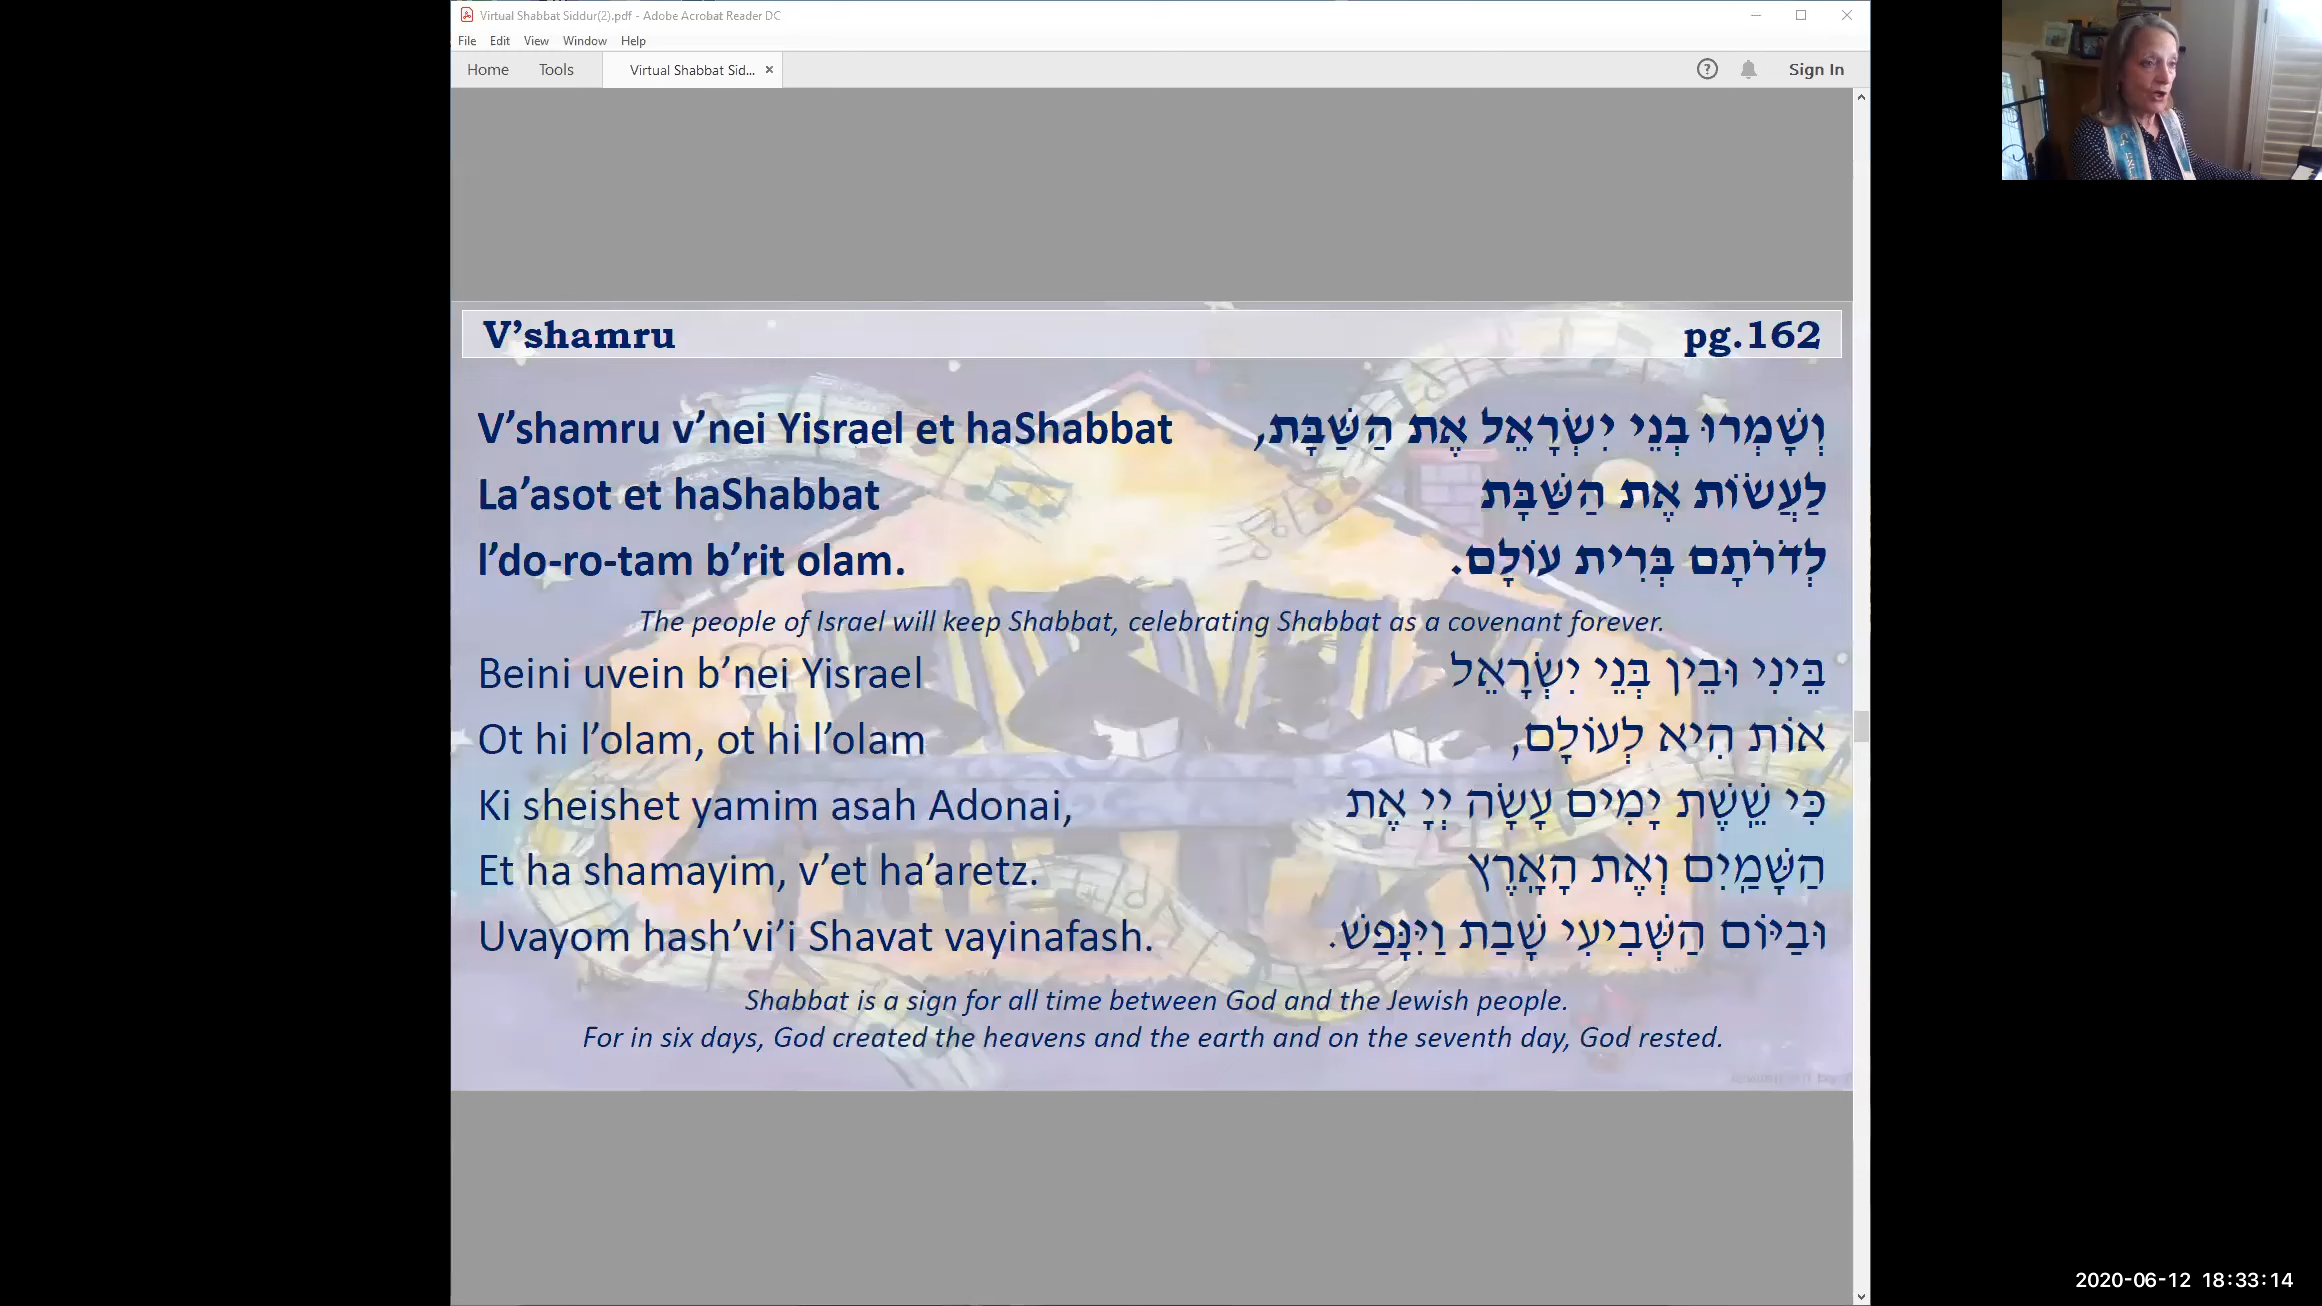 Virtual Shabbat Siddur(2).pdf - Adobe Acrobat Reader DC
File Edit View Window Help
Home Tools Virtual Shabbat Sid... Sign In
V’shamru pg.162
V’shamru v’nei Yisrael et haShabbat
וְשָׁמְרוּ בְנֵי יִשְׂרָאֵל אֶת הַשַּׁבָּת,
La’asot et haShabbat
לַעֲשׂוֹת אֶת הַשַּׁבָּת
l’do-ro-tam b’rit olam.
לְדֹרֹתָם בְּרִית עוֹלָם.
The people of Israel will keep Shabbat, celebrating Shabbat as a covenant forever.
Beini uvein b’nei Yisrael
בֵּינִי וּבֵין בְּנֵי יִשְׂרָאֵל
Ot hi l’olam, ot hi l’olam
אוֹת הִיא לְעוֹלָם,
Ki sheishet yamim asah Adonai,
כִּי שֵׁשֶׁת יָמִים עָשָׂה יְיָ אֶת
Et ha shamayim, v’et ha’aretz.
הַשָּׁמַיִם וְאֶת הָאָרֶץ
Uvayom hash’vi’i Shavat vayinafash.
וּבַיּוֹם הַשְּׁבִיעִי שָׁבַת וַיִּנָּפַשׁ.
Shabbat is a sign for all time between God and the Jewish people.
For in six days, God created the heavens and the earth and on the seventh day, God rested.
2020-06-12 18:33:14